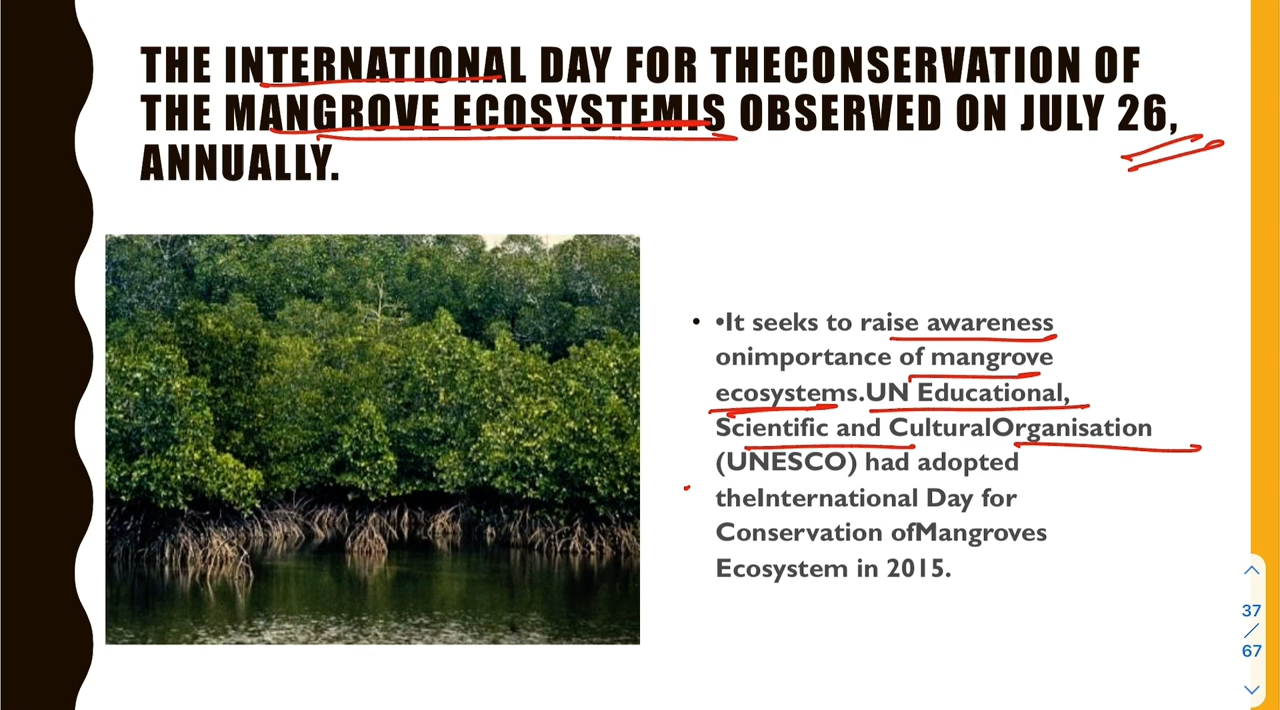 THE INTERNATIONAL DAY FOR THECONSERVATION OF
THE MANGROVE ECOSYSTEMIS OBSERVED ON JULY 26,
ANNUALLY.
• •It seeks to raise awareness
onimportance of mangrove
ecosystems.UN Educational,
Scientific and CulturalOrganisation
(UNESCO) had adopted
theInternational Day for
Conservation ofMangroves
Ecosystem in 2015.
37
/
67